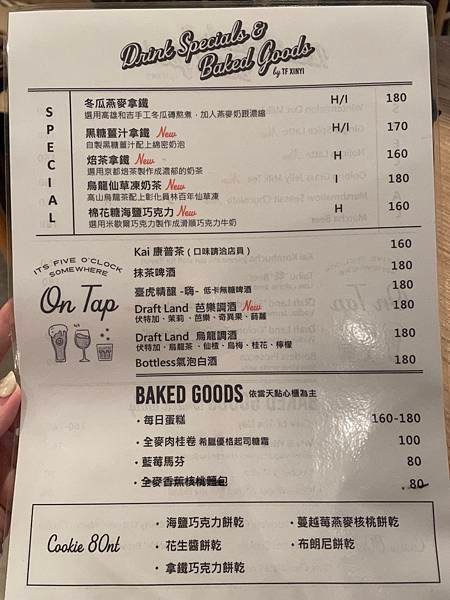 Drink Specials &
Baked Goods
by TF XINYI
SPECIAL
冬瓜燕麥拿鐵 H/I 180
選用高雄和吉手工冬瓜磚熬煮，加入燕麥奶跟濃縮
黑糖薑汁拿鐵 New H/I 170
自製黑糖薑汁配上綿密奶泡
焙茶拿鐵 New H 160
選用京都焙茶製作成濃郁的奶茶
烏龍仙草凍奶茶 New 180
高山烏龍茶配上彰化員林百年仙草凍
棉花糖海鹽巧克力 New H 160
選用米歇爾巧克力製作成滑順巧克力牛奶
IT'S FIVE O'CLOCK
SOMEWHERE
On Tap
Kai 康普茶 ( 口味請洽店員 ) 160
抹茶啤酒 180
臺虎精釀 -嗨- 低卡無糖啤酒 180
Draft Land 芭樂調酒 New 180
伏特加、茉莉、芭樂、奇異果、蒔蘿
Draft Land 烏龍調酒 180
伏特加、烏龍茶、仙楂、烏梅、桂花、檸檬
Bottless氣泡白酒 180
BAKED GOODS 依當天點心櫃為主
・每日蛋糕 160-180
・全麥肉桂卷 希臘優格起司糖霜 100
・藍莓馬芬 80
・全麥香蕉核桃麵包 80
Cookie 80nt
・海鹽巧克力餅乾 ・蔓越莓燕麥核桃餅乾
・花生醬餅乾 ・布朗尼餅乾
・拿鐵巧克力餅乾